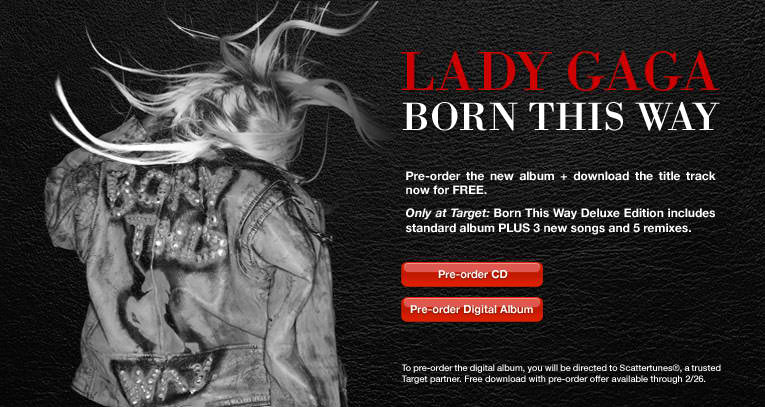 LADY GAGA
BORN THIS WAY
Pre-order the new album + download the title track
now for FREE.
Only at Target: Born This Way Deluxe Edition includes
standard album PLUS 3 new songs and 5 remixes.
Pre-order CD
Pre-order Digital Album
To pre-order the digital album, you will be directed to Scattertunes®, a trusted
Target partner. Free download with pre-order offer available through 2/26.
BORN
THIS
WAY